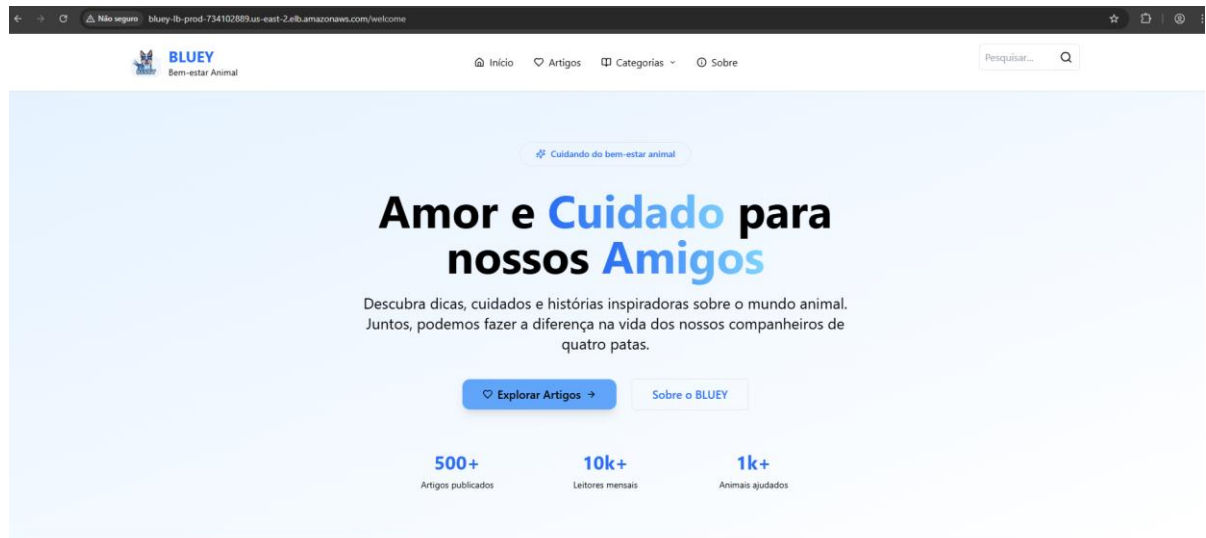 Não seguro bluey-lb-prod-734102889.us-east-2.elb.amazonaws.com/welcome
BLUEY
Bem-estar Animal
Início Artigos Categorias Sobre
Pesquisar...
Cuidando do bem-estar animal
Amor e Cuidado para
nossos Amigos
Descubra dicas, cuidados e histórias inspiradoras sobre o mundo animal.
Juntos, podemos fazer a diferença na vida dos nossos companheiros de
quatro patas.
Explorar Artigos → Sobre o BLUEY
500+ 10k+ 1k+
Artigos publicados Leitores mensais Animais ajudados